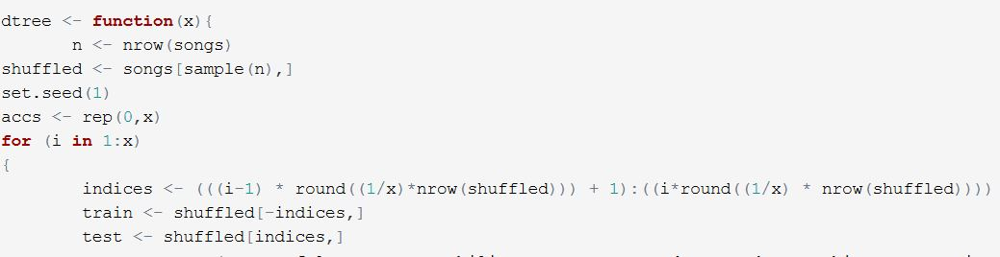 dtree <- function(x){
n <- nrow(songs)
shuffled <- songs[sample(n),]
set.seed(1)
accs <- rep(0,x)
for (i in 1:x)
{
indices <- (((i-1) * round((1/x)*nrow(shuffled))) + 1):((i*round((1/x) * nrow(shuffled))))
train <- shuffled[-indices,]
test <- shuffled[indices,]